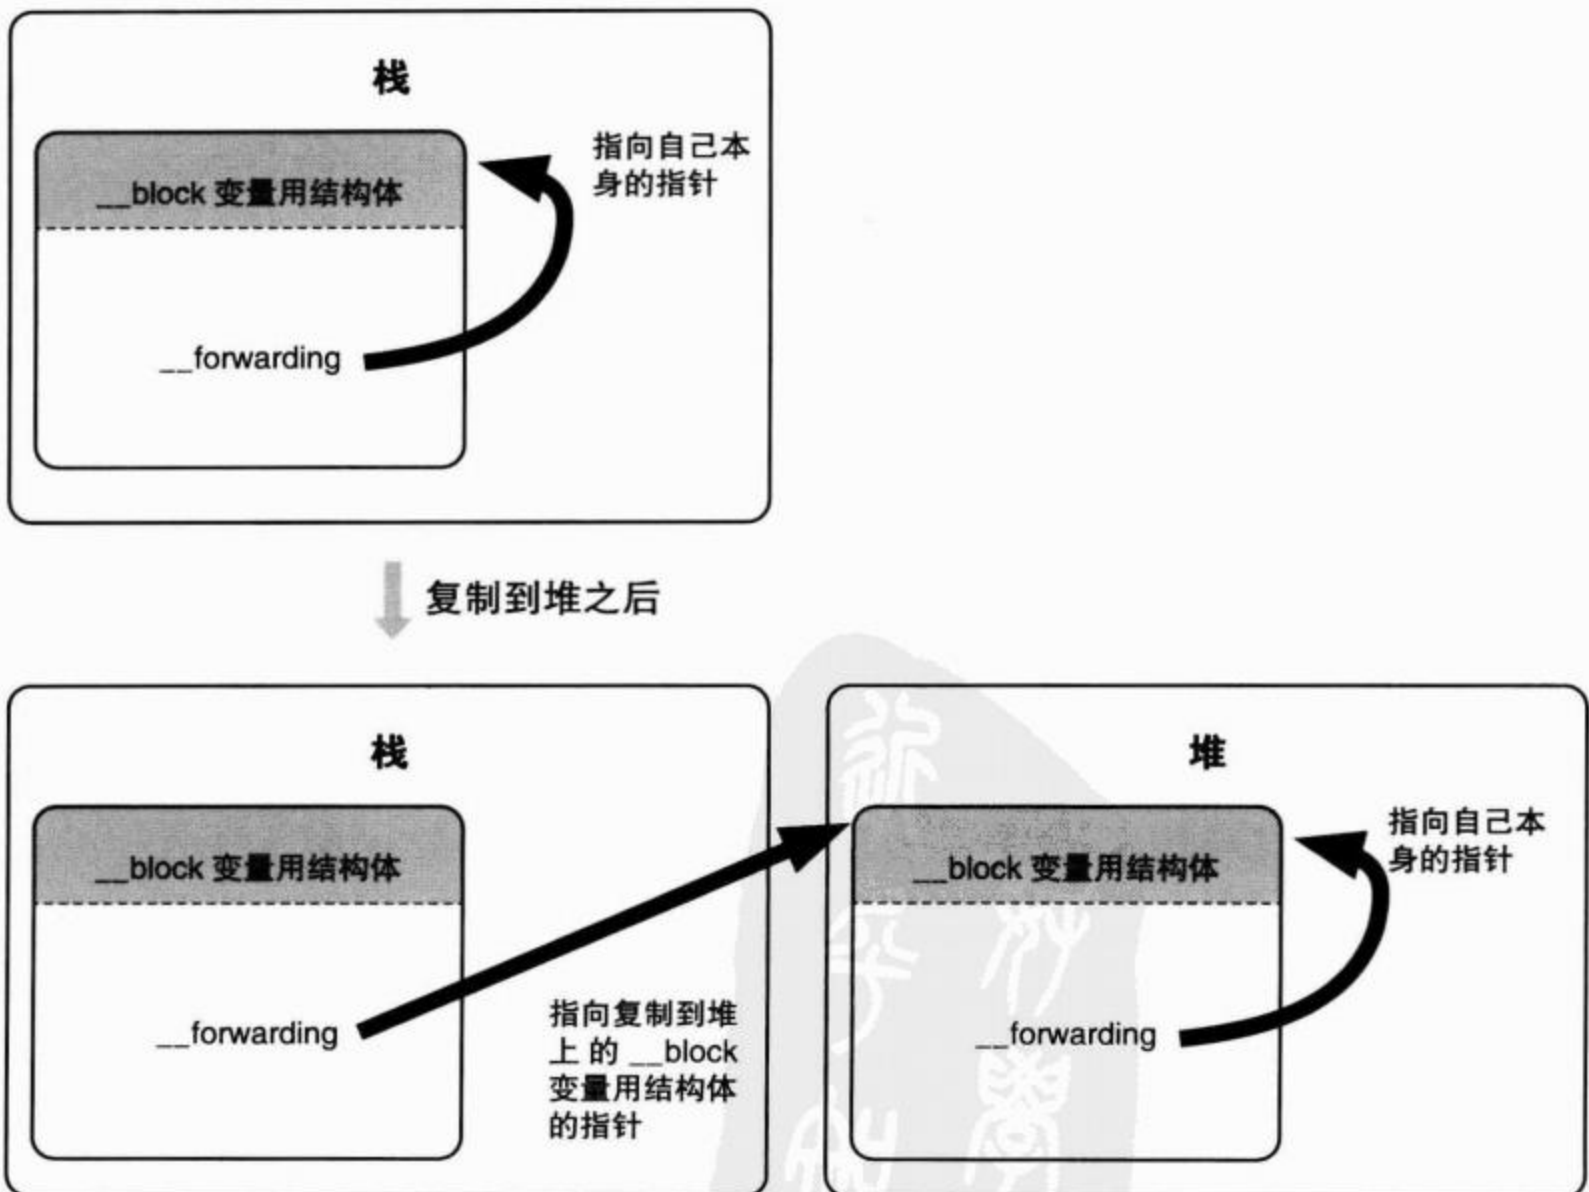 栈
指向自己本
身的指针
__block 变量用结构体
__forwarding
复制到堆之后
栈
__block 变量用结构体
__forwarding
指向复制到堆
上 的 __block
变量用结构体
的指针
堆
指向自己本
身的指针
__block 变量用结构体
__forwarding